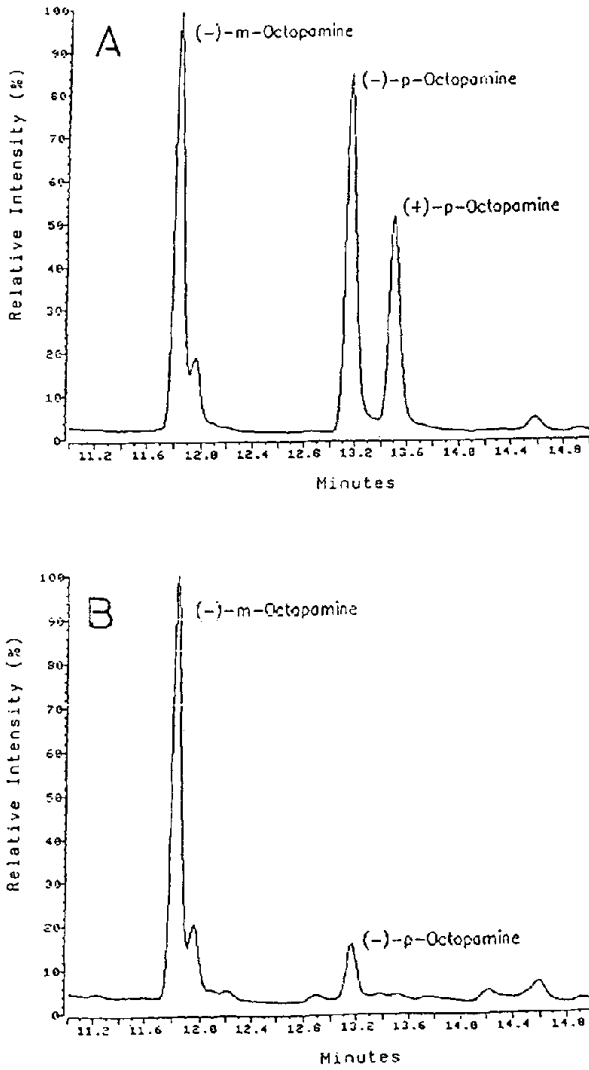 A
(-)-m-Octopamine
(-)-p-Octopamine
(+)-p-Octopamine
Relative Intensity (%)
100
90
80
70
60
50
40
30
20
10
0
11.2 11.6 12.0 12.4 12.8 13.2 13.6 14.0 14.4 14.8
Minutes
B
(-)-m-Octopamine
(-)-p-Octopamine
Relative Intensity (%)
100
90
80
70
60
50
40
30
20
10
0
11.2 11.6 12.0 12.4 12.8 13.2 13.6 14.0 14.4 14.8
Minutes